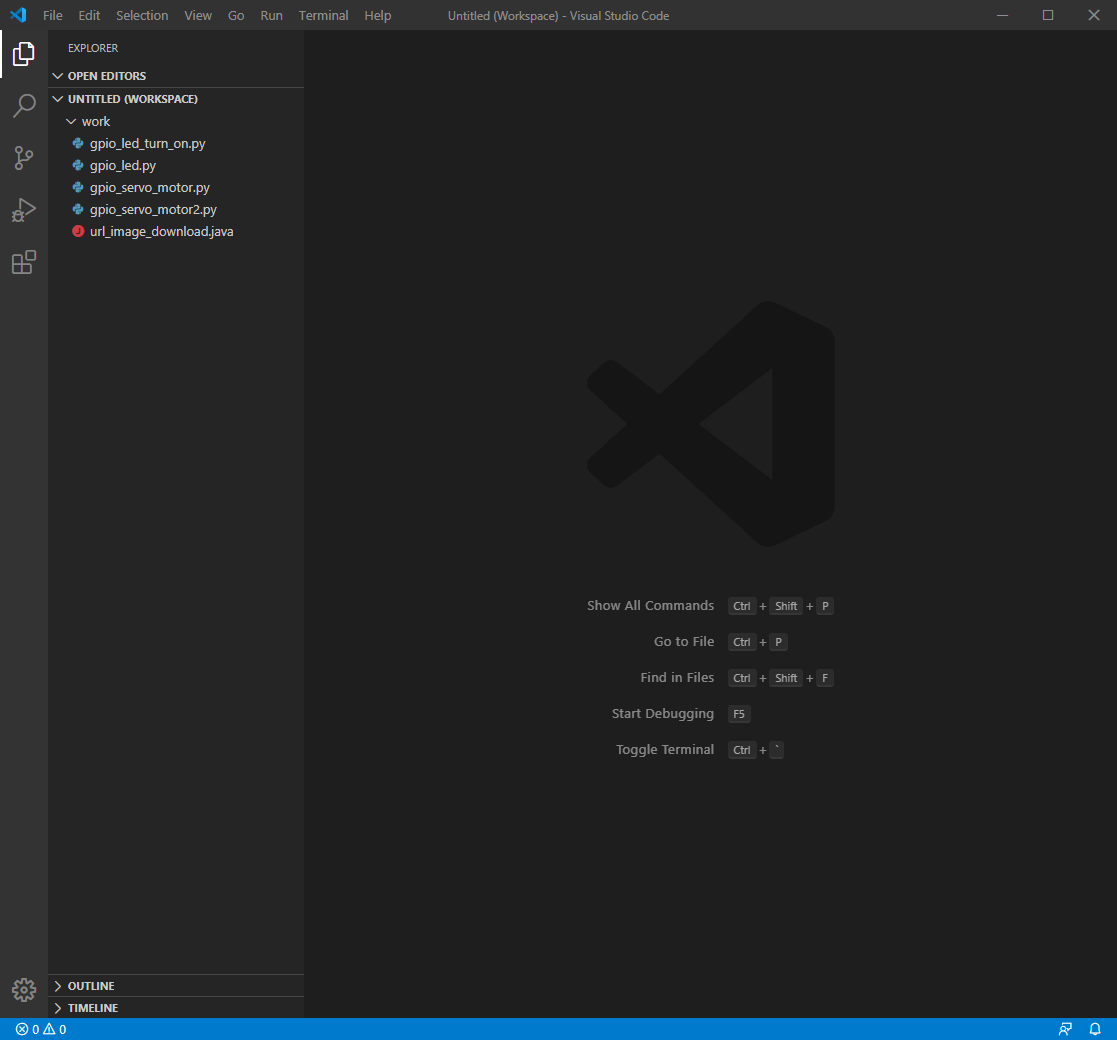 File Edit Selection View Go Run Terminal Help Untitled (Workspace) - Visual Studio Code
EXPLORER
OPEN EDITORS
UNTITLED (WORKSPACE)
work
gpio_led_turn_on.py
gpio_led.py
gpio_servo_motor.py
gpio_servo_motor2.py
J url_image_download.java
Show All Commands Ctrl + Shift + P
Go to File Ctrl + P
Find in Files Ctrl + Shift + F
Start Debugging F5
Toggle Terminal Ctrl + `
OUTLINE
TIMELINE
0 0